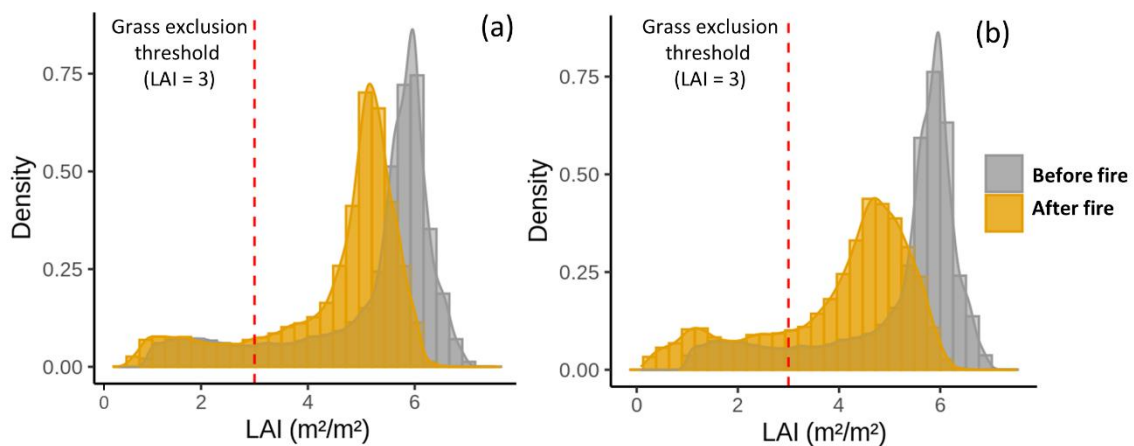 Grass exclusion
threshold
(LAI = 3)
(a)
0.75
0.50
0.25
0.00
Density
0
2
4
6
LAI (m²/m²)
Grass exclusion
threshold
(LAI = 3)
(b)
0.75
0.50
0.25
0.00
Density
0
2
4
6
LAI (m²/m²)
Before fire
After fire